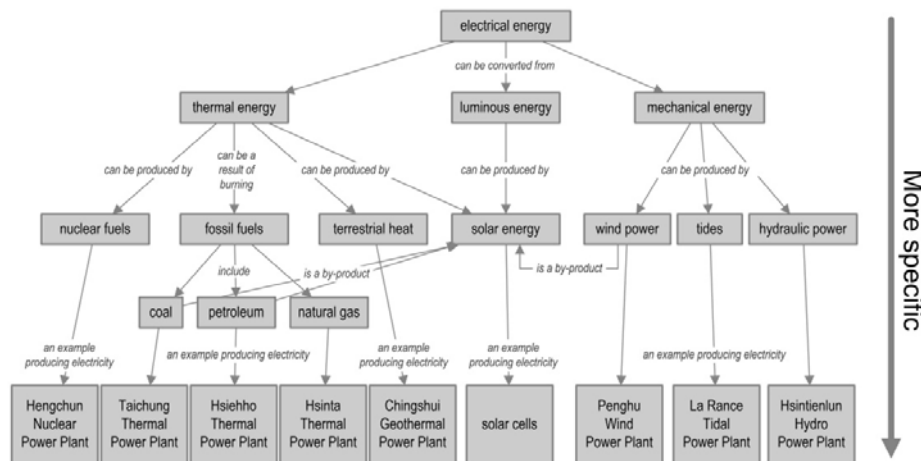 electrical energy
can be converted from
thermal energy
luminous energy
mechanical energy
can be produced by
can be a
result of
burning
can be produced by
can be produced by
can be produced by
nuclear fuels
fossil fuels
terrestrial heat
solar energy
wind power
tides
hydraulic power
include
is a by-product
is a by-product
coal
petroleum
natural gas
an example
producing electricity
an example producing electricity
an example
producing electricity
an example
producing electricity
an example producing electricity
Hengchun
Nuclear
Power Plant
Taichung
Thermal
Power Plant
Hsiehho
Thermal
Power Plant
Hsinta
Thermal
Power Plant
Chingshui
Geothermal
Power Plant
solar cells
Penghu
Wind
Power Plant
La Rance
Tidal
Power Plant
Hsintienlun
Hydro
Power Plant
More specific